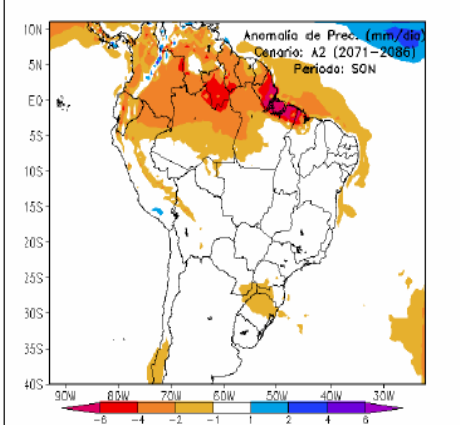 Anomalia de Prec. (mm/dia)
Cenario: A2 (2071-2086)
Periodo: SON
10N
5N
EQ
5S
10S
15S
20S
25S
30S
35S
40S
90W 80W 70W 60W 50W 40W 30W
-6 -4 -2 -1 1 2 4 6